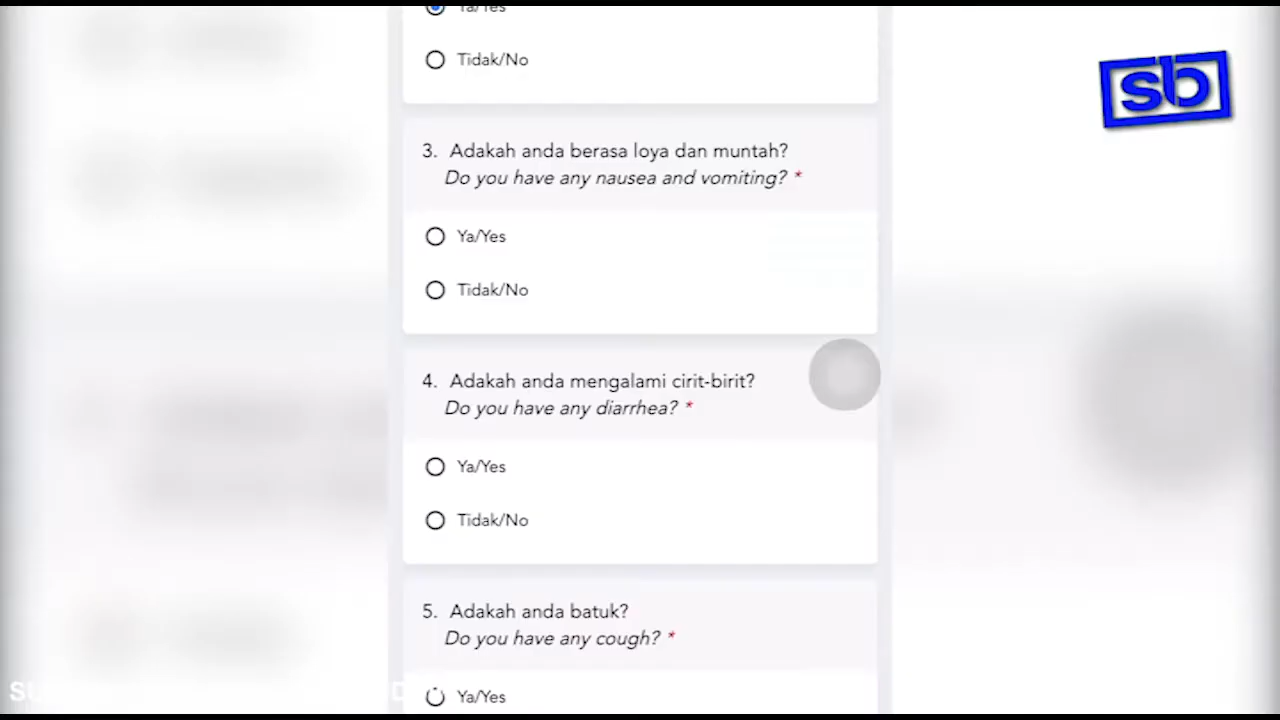 Ya/Yes
Tidak/No
sb
3. Adakah anda berasa loya dan muntah?
Do you have any nausea and vomiting? *
Ya/Yes
Tidak/No
4. Adakah anda mengalami cirit-birit?
Do you have any diarrhea? *
Ya/Yes
Tidak/No
5. Adakah anda batuk?
Do you have any cough? *
Ya/Yes